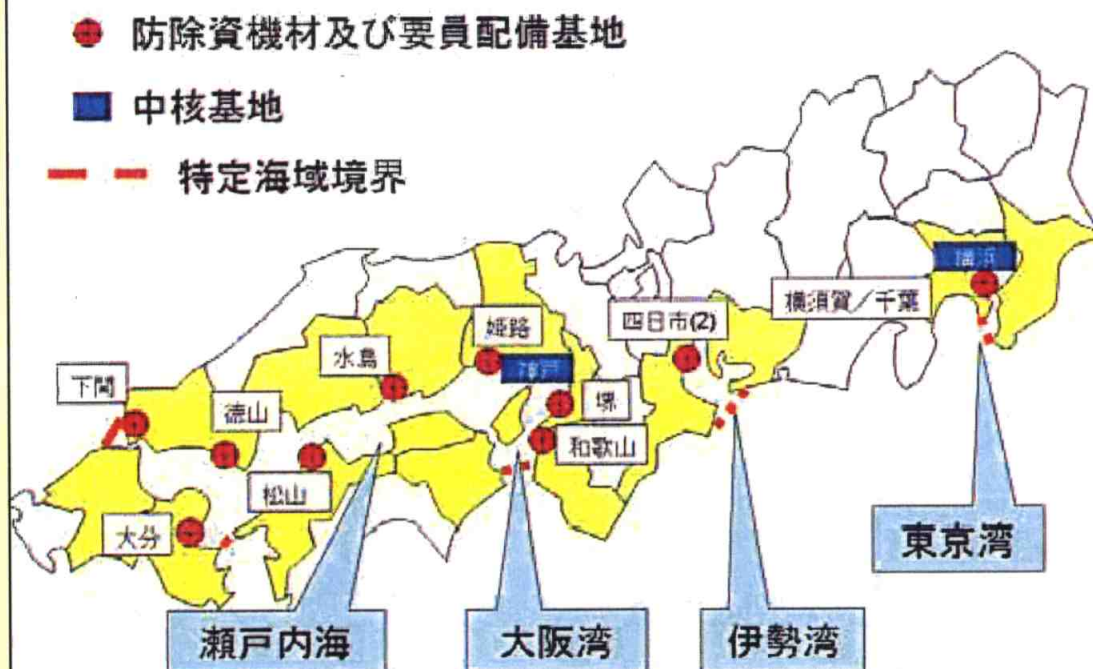 防除資機材及び要員配備基地
中核基地
特定海域境界
横浜
横須賀/千葉
四日市(2)
姫路
神戸
水島
堺
下関
徳山
和歌山
松山
大分
東京湾
瀬戸内海
大阪湾
伊勢湾